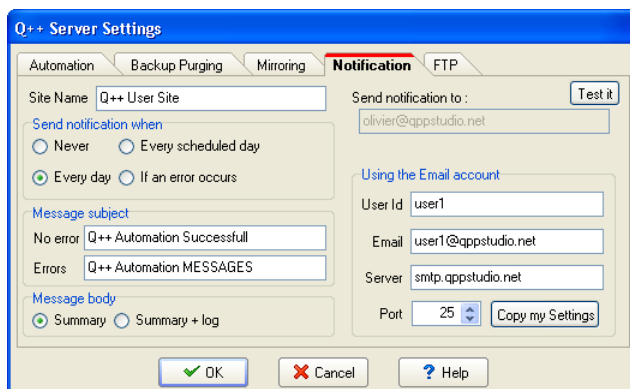 Q++ Server Settings
Automation
Backup Purging
Mirroring
Notification
FTP
Site Name Q++ User Site
Send notification when
Never
Every scheduled day
Every day
If an error occurs
Message subject
No error Q++ Automation Successfull
Errors Q++ Automation MESSAGES
Message body
Summary
Summary + log
Send notification to :
Test it
olivier@qppstudio.net
Using the Email account
User Id user1
Email user1@qppstudio.net
Server smtp.qppstudio.net
Port 25
Copy my Settings
OK
Cancel
? Help